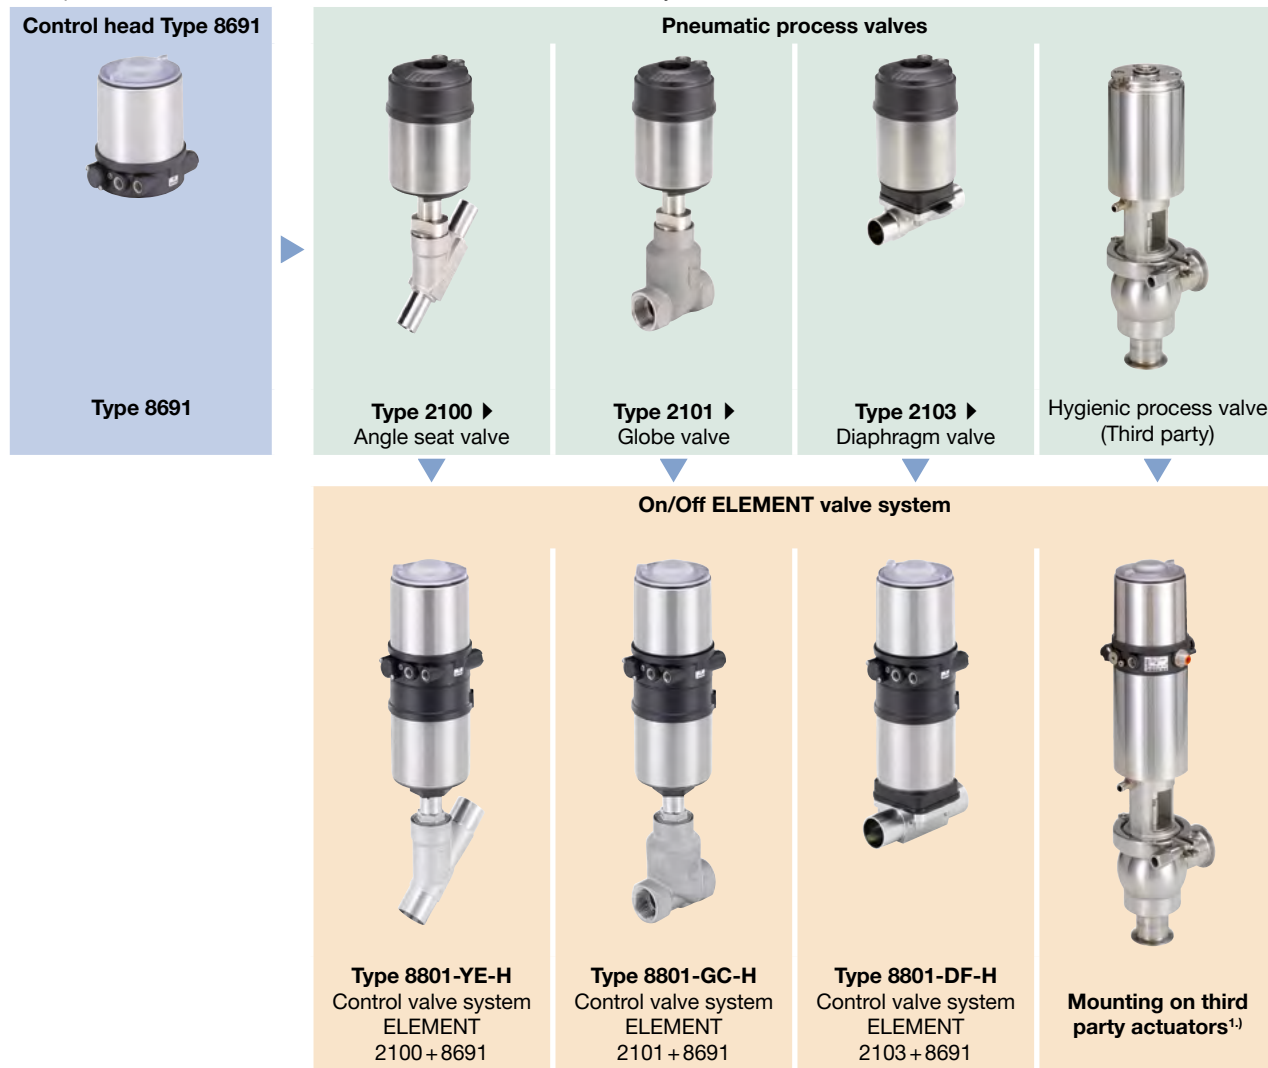 Control head Type 8691
Pneumatic process valves
Type 8691
Type 2100 ▶
Angle seat valve
Type 2101 ▶
Globe valve
Type 2103 ▶
Diaphragm valve
Hygienic process valve
(Third party)
On/Off ELEMENT valve system
Type 8801-YE-H
Control valve system
ELEMENT
2100 + 8691
Type 8801-GC-H
Control valve system
ELEMENT
2101 + 8691
Type 8801-DF-H
Control valve system
ELEMENT
2103 + 8691
Mounting on third
party actuators1.)